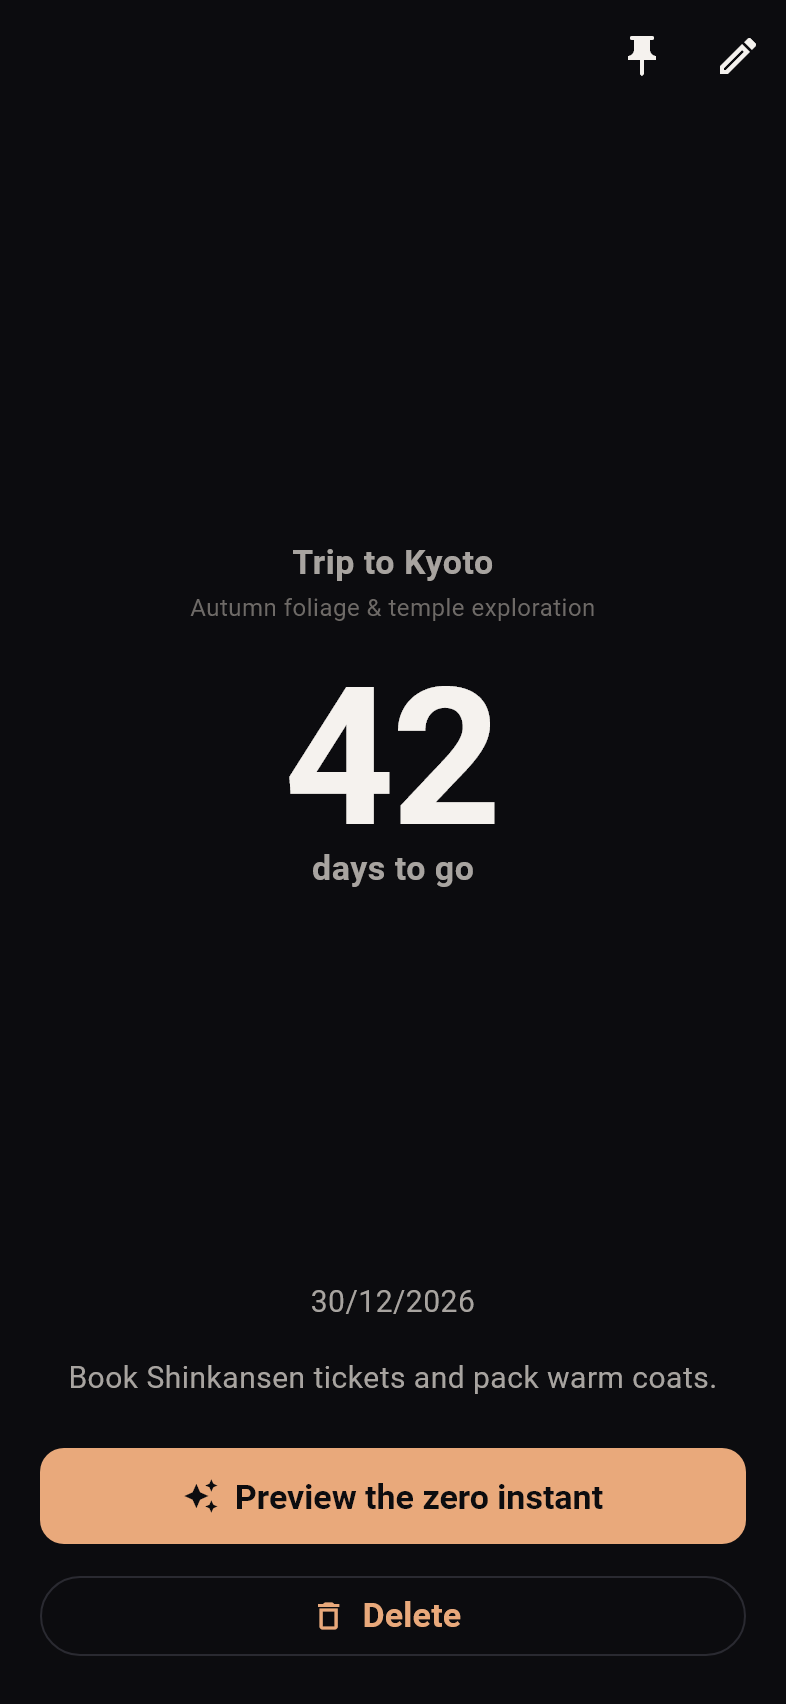 Trip to Kyoto
Autumn foliage & temple exploration
42
days to go
30/12/2026
Book Shinkansen tickets and pack warm coats.
Preview the zero instant
Delete